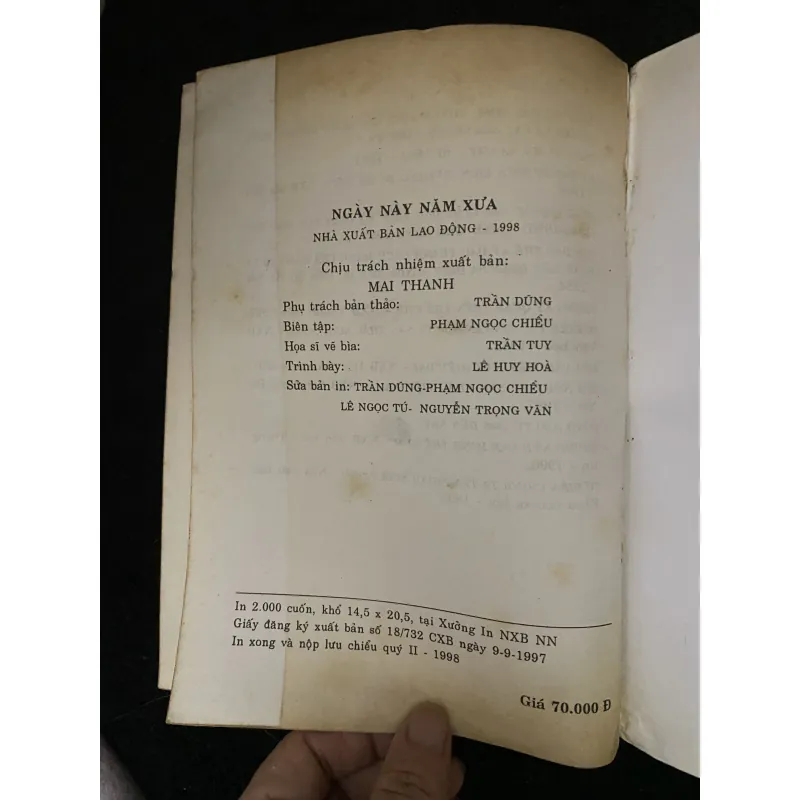 NGÀY NÀY NĂM XƯA
NHÀ XUẤT BẢN LAO ĐỘNG - 1998
Chịu trách nhiệm xuất bản:
MAI THANH
Phụ trách bản thảo: TRẦN DŨNG
Biên tập: PHẠM NGỌC CHIỂU
Họa sĩ vẽ bìa: TRẦN TUY
Trình bày: LÊ HUY HOÀ
Sửa bản in: TRẦN DŨNG-PHẠM NGỌC CHIỂU
LÊ NGỌC TÚ- NGUYỄN TRỌNG VĂN
In 2.000 cuốn, khổ 14,5 x 20,5, tại Xưởng In NXB NN
Giấy đăng ký xuất bản số 18/732 CXB ngày 9-9-1997
In xong và nộp lưu chiểu quý II - 1998
Giá 70.000 Đ